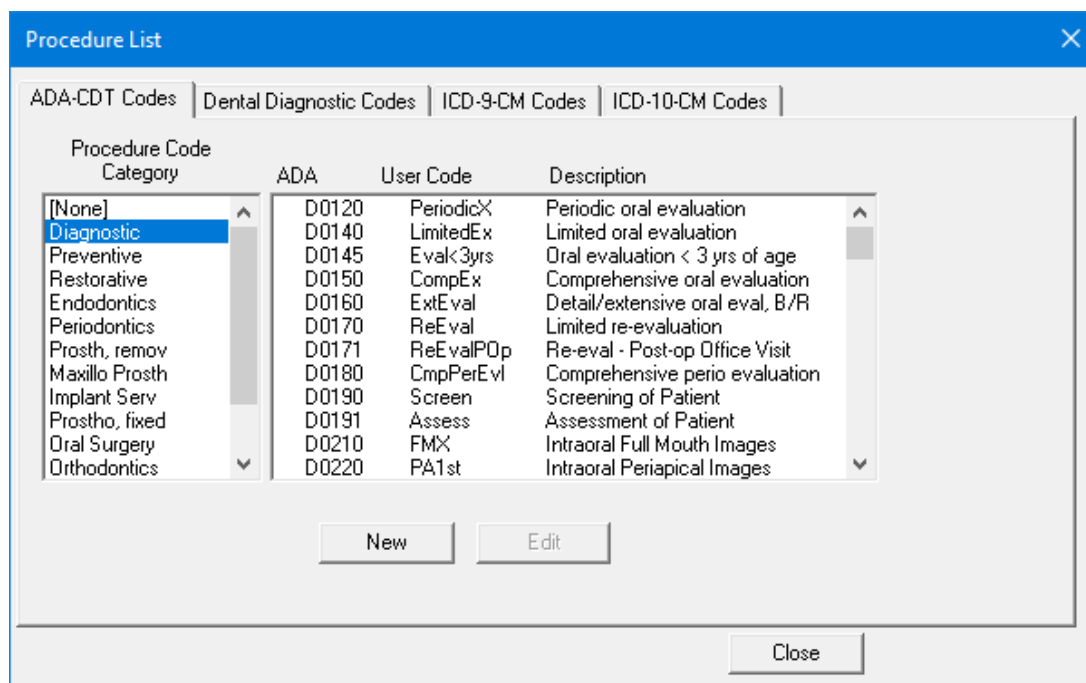 Procedure List
ADA-CDT Codes Dental Diagnostic Codes ICD-9-CM Codes ICD-10-CM Codes
Procedure Code
Category
ADA User Code Description
[None]
Diagnostic
Preventive
Restorative
Endodontics
Periodontics
Prosth, remov
Maxillo Prosth
Implant Serv
Prostho, fixed
Oral Surgery
Orthodontics
D0120 PeriodicX Periodic oral evaluation
D0140 LimitedEx Limited oral evaluation
D0145 Eval<3yrs Oral evaluation < 3 yrs of age
D0150 CompEx Comprehensive oral evaluation
D0160 ExtEval Detail/extensive oral eval, B/R
D0170 ReEval Limited re-evaluation
D0171 ReEvalPOp Re-eval - Post-op Office Visit
D0180 CmpPerEvl Comprehensive perio evaluation
D0190 Screen Screening of Patient
D0191 Assess Assessment of Patient
D0210 FMX Intraoral Full Mouth Images
D0220 PA1st Intraoral Periapical Images
New Edit
Close